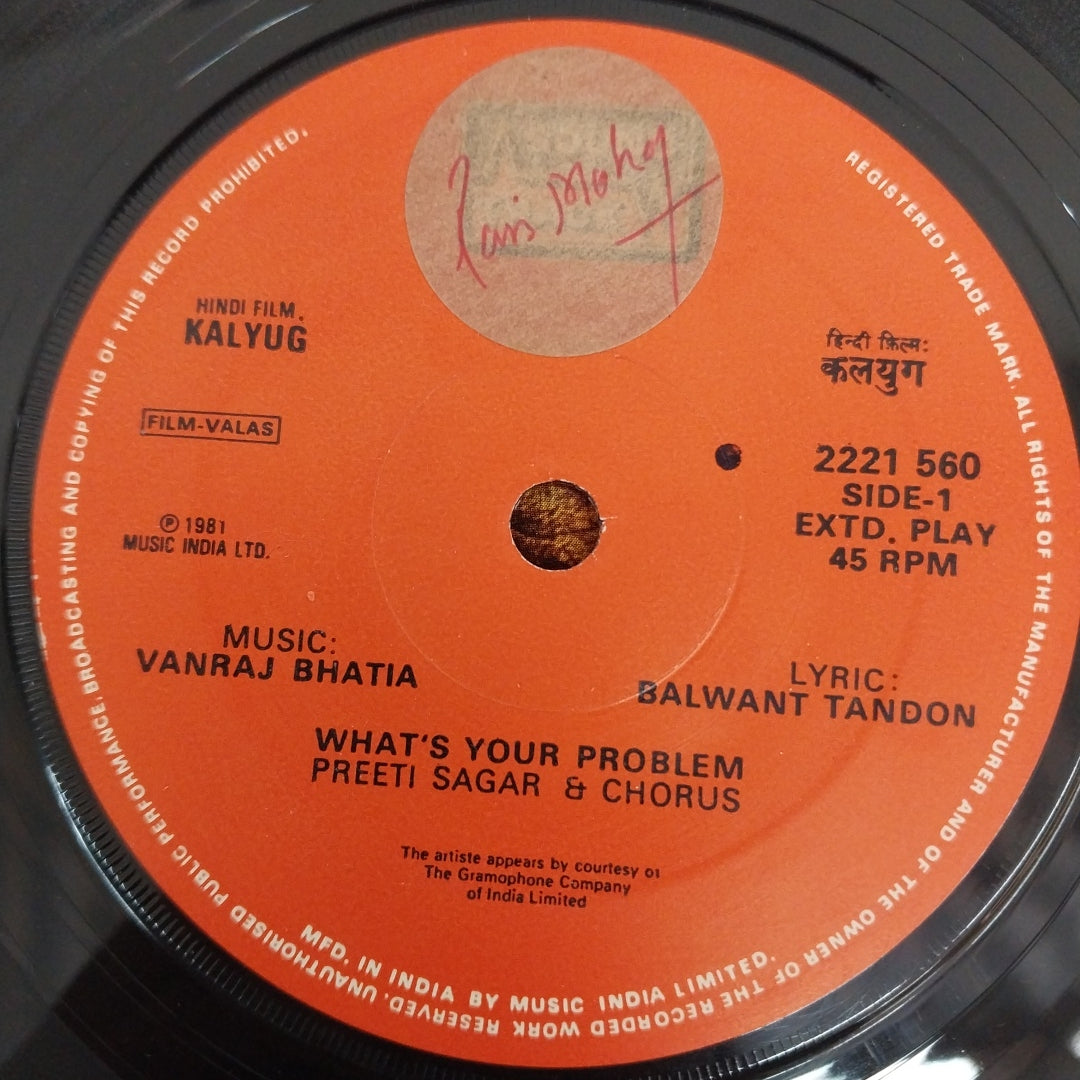 HINDI FILM.
KALYUG
हिन्दी फ़िल्म:
कलयुग
FILM-VALAS
2221 560
SIDE-1
EXTD. PLAY
45 RPM
℗ 1981
MUSIC INDIA LTD.
MUSIC:
VANRAJ BHATIA
LYRIC:
BALWANT TANDON
WHAT'S YOUR PROBLEM
PREETI SAGAR & CHORUS
The artiste appears by courtesy of
The Gramophone Company
of India Limited
MFD. IN INDIA BY MUSIC INDIA LIMITED.
REGISTERED TRADE MARK. ALL RIGHTS OF THE MANUFACTURER AND OF THE OWNER OF THE RECORDED WORK RESERVED. UNAUTHORISED PUBLIC PERFORMANCE, BROADCASTING AND COPYING OF THIS RECORD PROHIBITED.